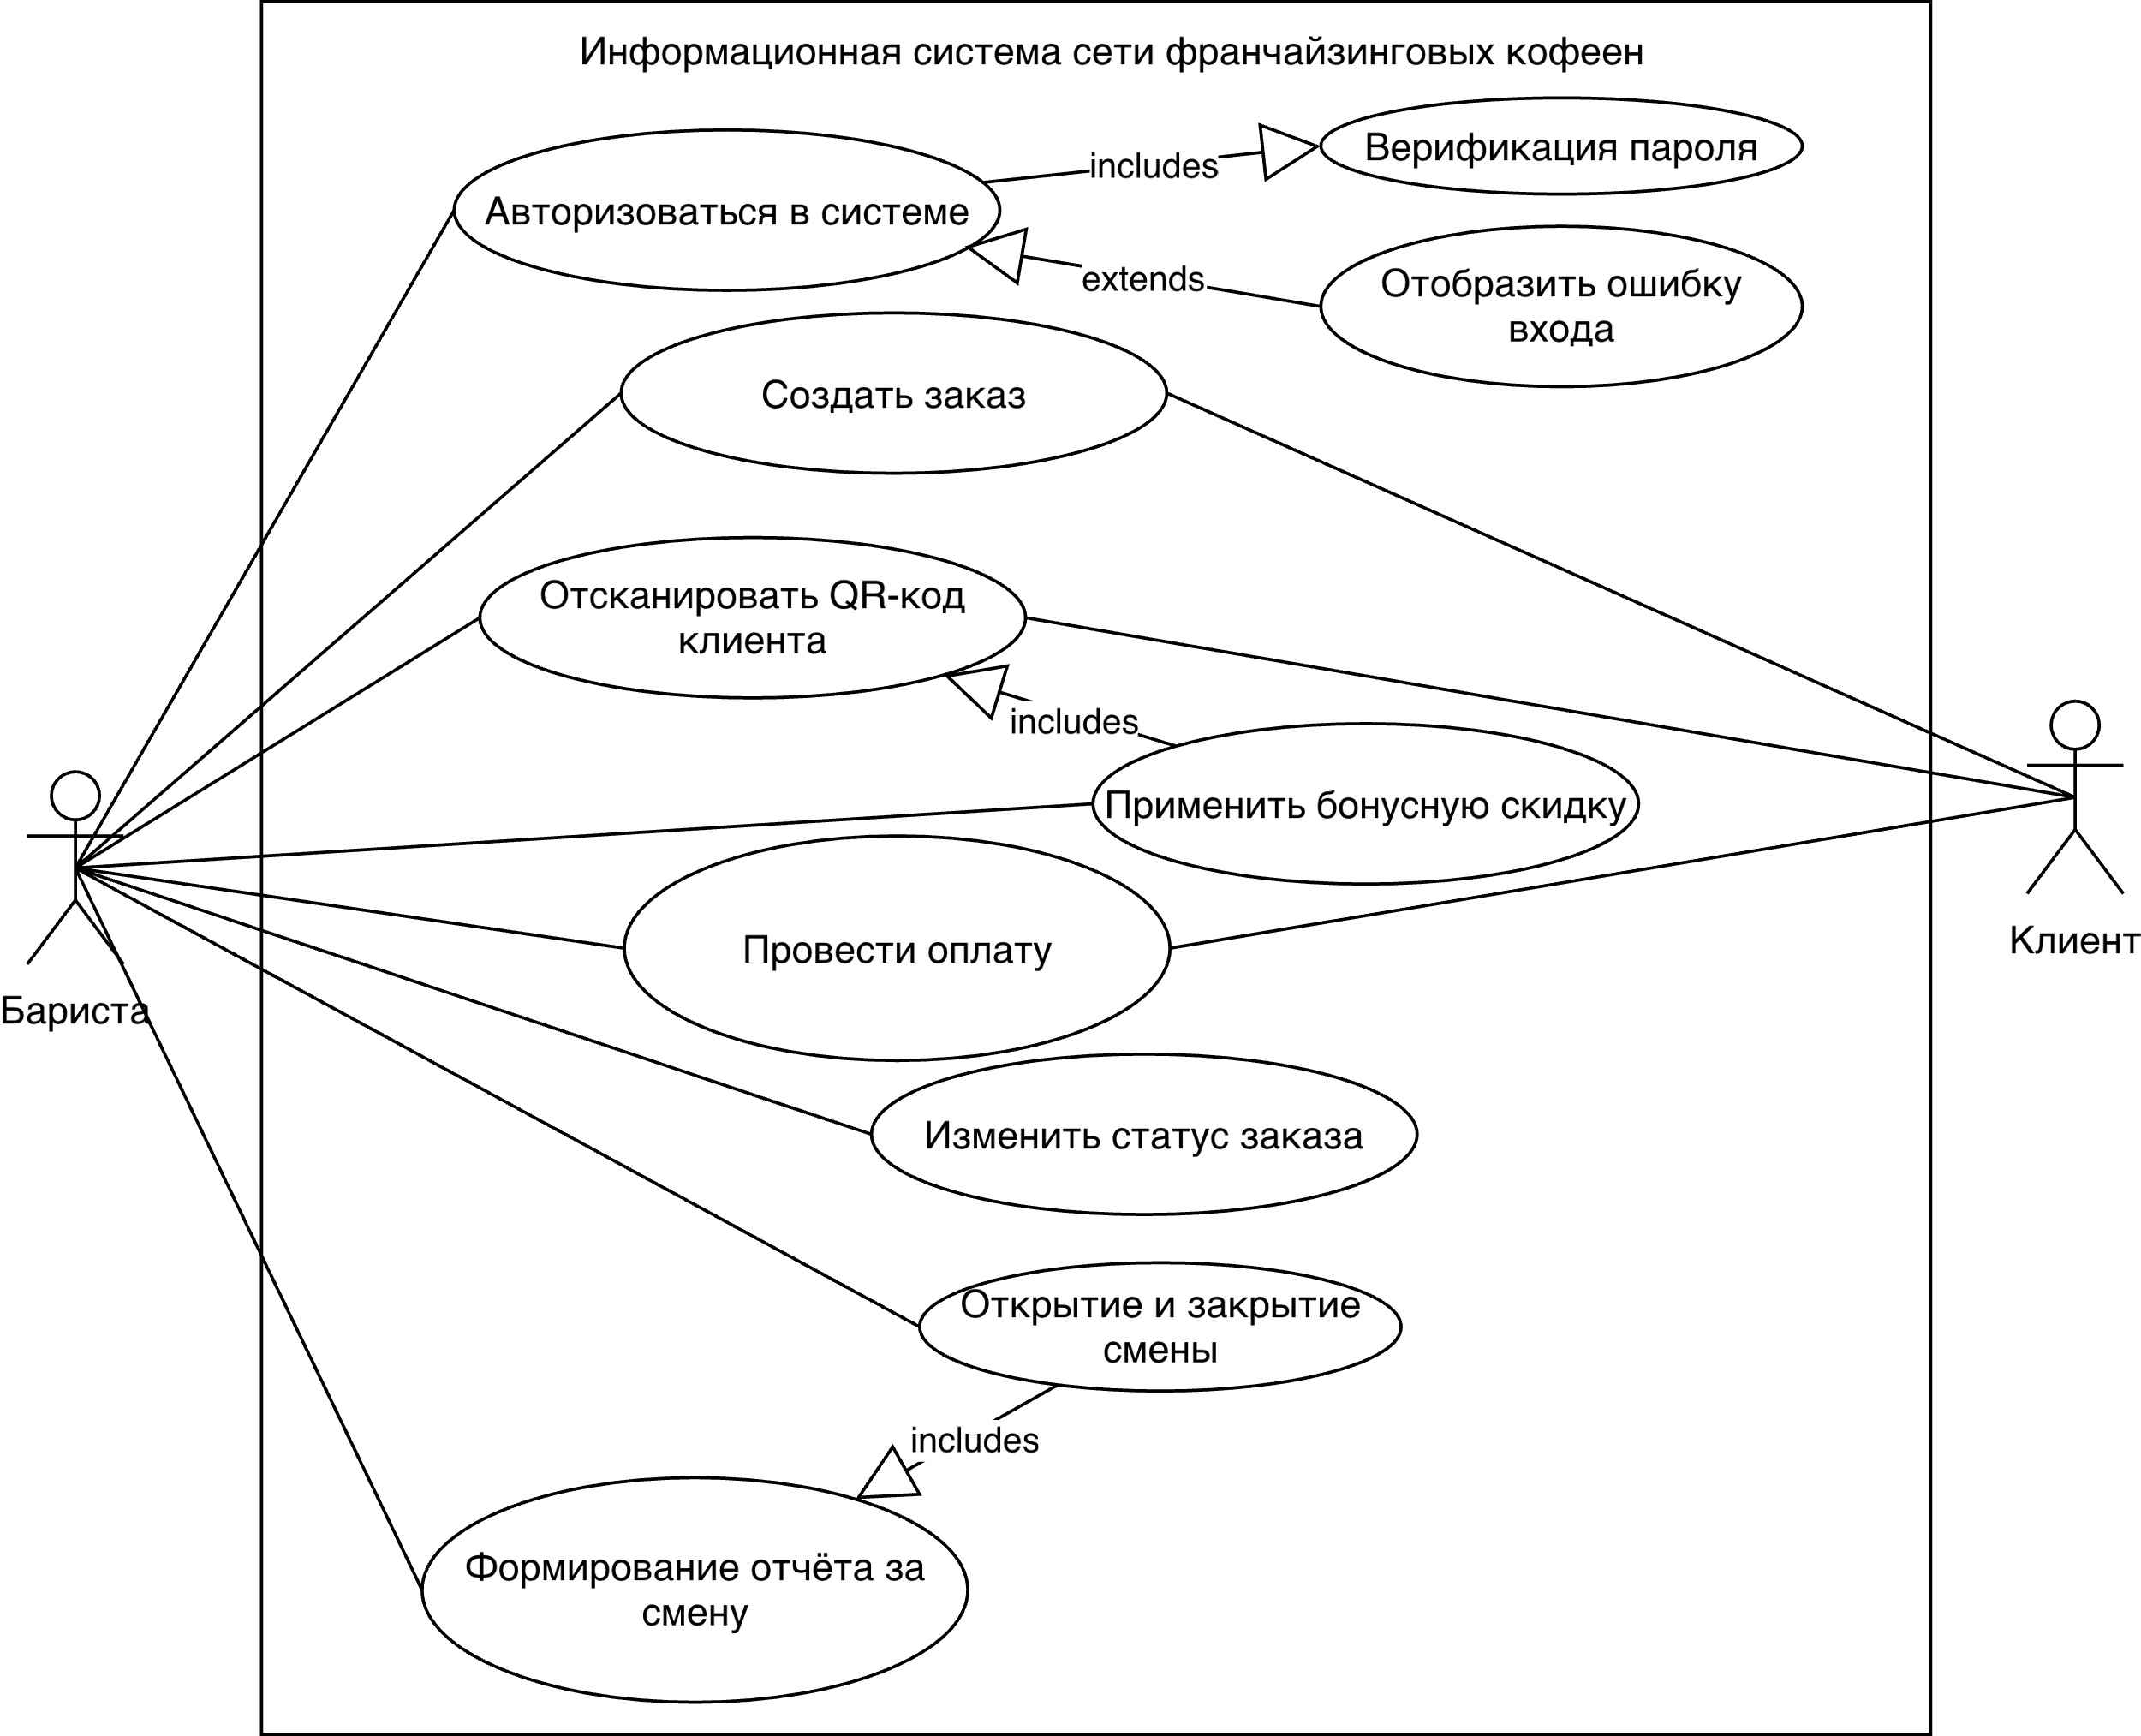 Информационная система сети франчайзинговых кофеен
Верификация пароля
includes
Авторизоваться в системе
extends
Отобразить ошибку
входа
Создать заказ
Отсканировать QR-код
клиента
includes
Применить бонусную скидку
Провести оплату
Клиент
Бариста
Изменить статус заказа
Открытие и закрытие
смены
includes
Формирование отчёта за
смену